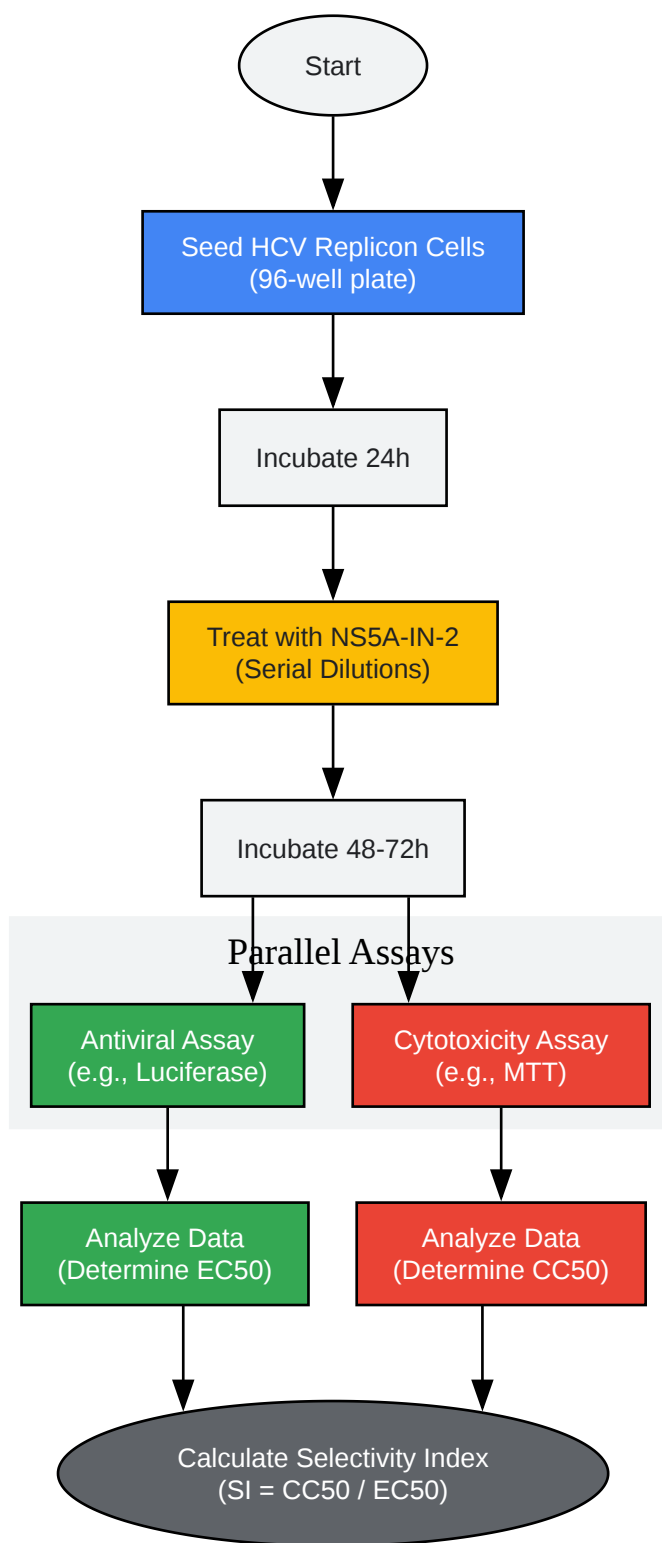 Start
Seed HCV Replicon Cells
(96-well plate)
Incubate 24h
Treat with NS5A-IN-2
(Serial Dilutions)
Incubate 48-72h
Parallel Assays
Antiviral Assay
(e.g., Luciferase)
Cytotoxicity Assay
(e.g., MTT)
Analyze Data
(Determine EC50)
Analyze Data
(Determine CC50)
Calculate Selectivity Index
(SI = CC50 / EC50)